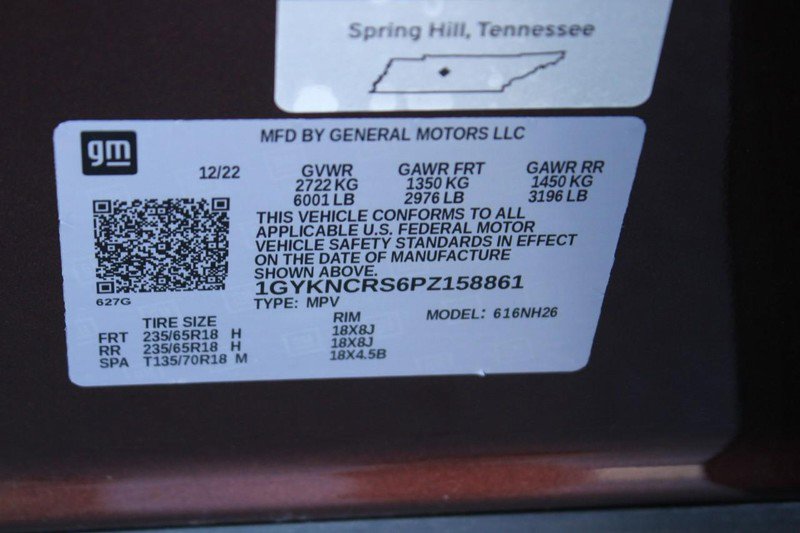 Spring Hill, Tennessee
gm
MFD BY GENERAL MOTORS LLC
12/22 GVWR GAWR FRT GAWR RR
2722 KG 1350 KG 1450 KG
6001 LB 2976 LB 3196 LB
THIS VEHICLE CONFORMS TO ALL
APPLICABLE U.S. FEDERAL MOTOR
VEHICLE SAFETY STANDARDS IN EFFECT
ON THE DATE OF MANUFACTURE
SHOWN ABOVE.
1GYKNCRS6PZ158861
627G
TYPE: MPV MODEL: 616NH26
TIRE SIZE RIM
FRT 235/65R18 H 18X8J
RR 235/65R18 H 18X8J
SPA T135/70R18 M 18X4.5B